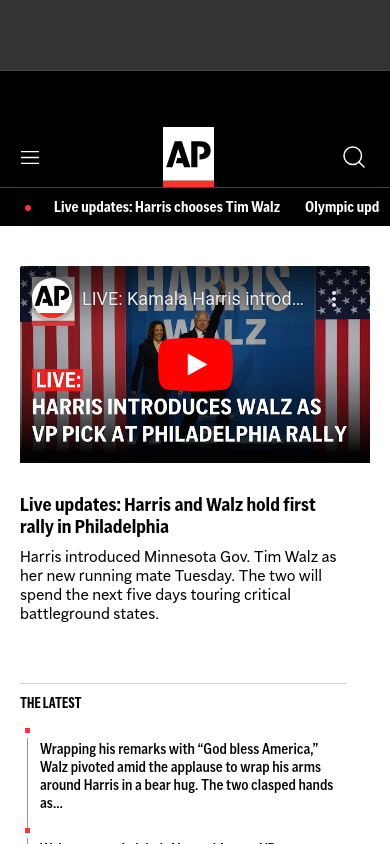 AP
Live updates: Harris chooses Tim Walz
Olympic upd
AP
LIVE: Kamala Harris introd...
HARRIS
WALZ
LIVE:
HARRIS INTRODUCES WALZ AS
VP PICK AT PHILADELPHIA RALLY
Live updates: Harris and Walz hold first
rally in Philadelphia
Harris introduced Minnesota Gov. Tim Walz as
her new running mate Tuesday. The two will
spend the next five days touring critical
battleground states.
THE LATEST
Wrapping his remarks with “God bless America,”
Walz pivoted amid the applause to wrap his arms
around Harris in a bear hug. The two clasped hands
as...